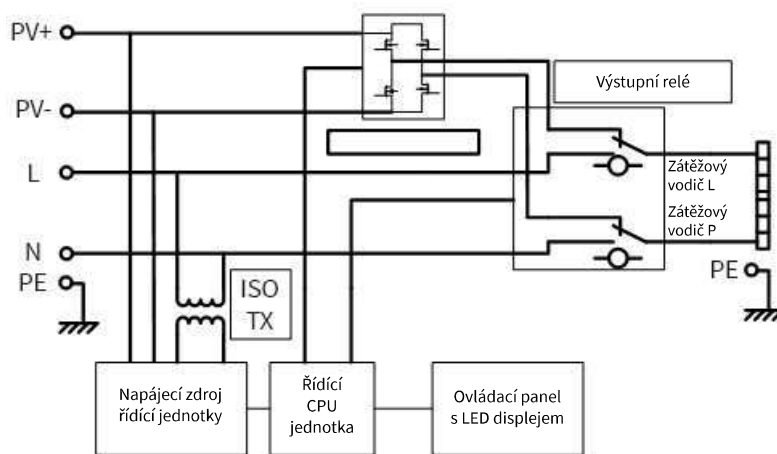 PV+
PV-
L
N
PE
ISO
TX
Výstupní relé
Zátěžový
vodič L
Zátěžový
vodič P
PE
Napájecí zdroj
řídící jednotky
Řídící
CPU
jednotka
Ovládací panel
s LED displejem